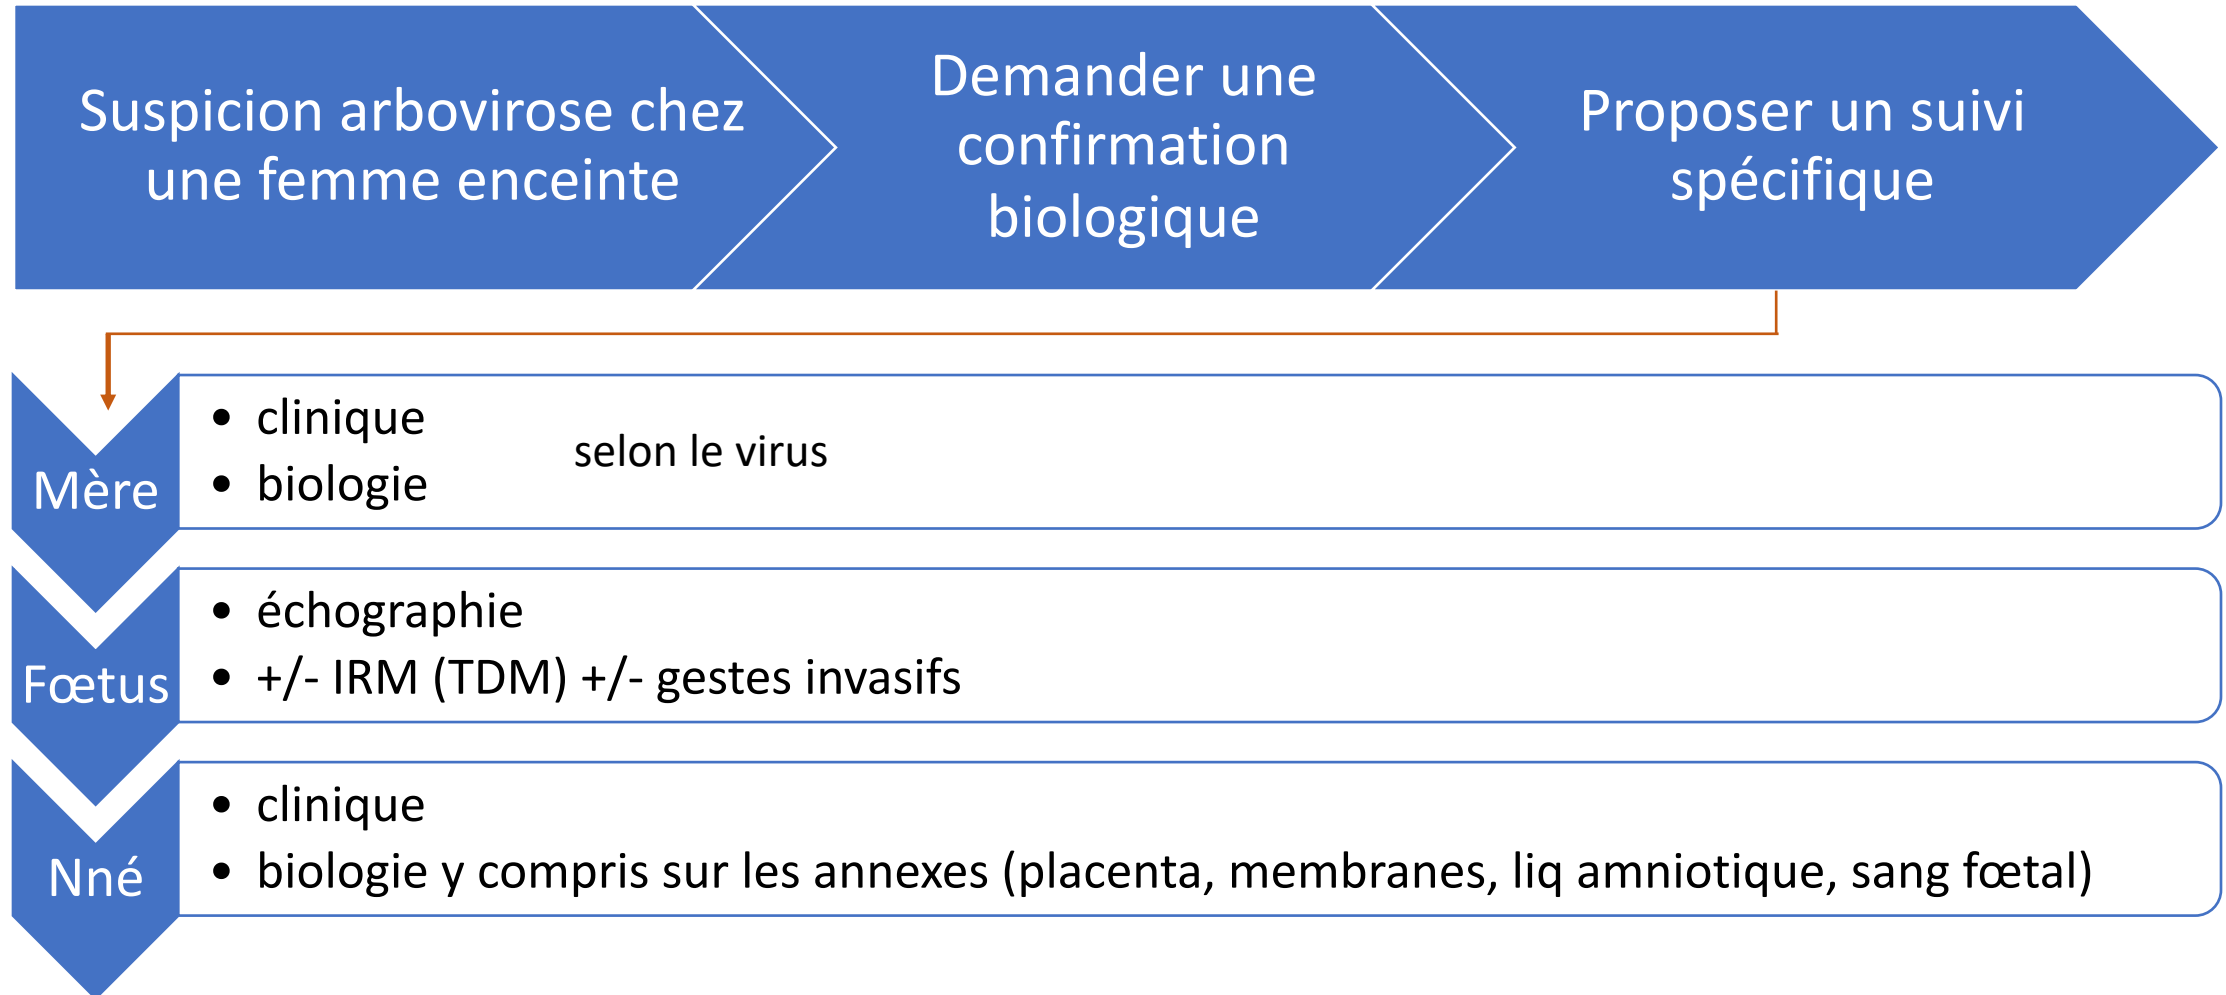 Suspicion arbovirose chez
une femme enceinte
Demander une
confirmation
biologique
Proposer un suivi
spécifique
Mère
• clinique
• biologie
selon le virus
Fœtus
• échographie
• +/- IRM (TDM) +/- gestes invasifs
Nné
• clinique
• biologie y compris sur les annexes (placenta, membranes, liq amniotique, sang fœtal)